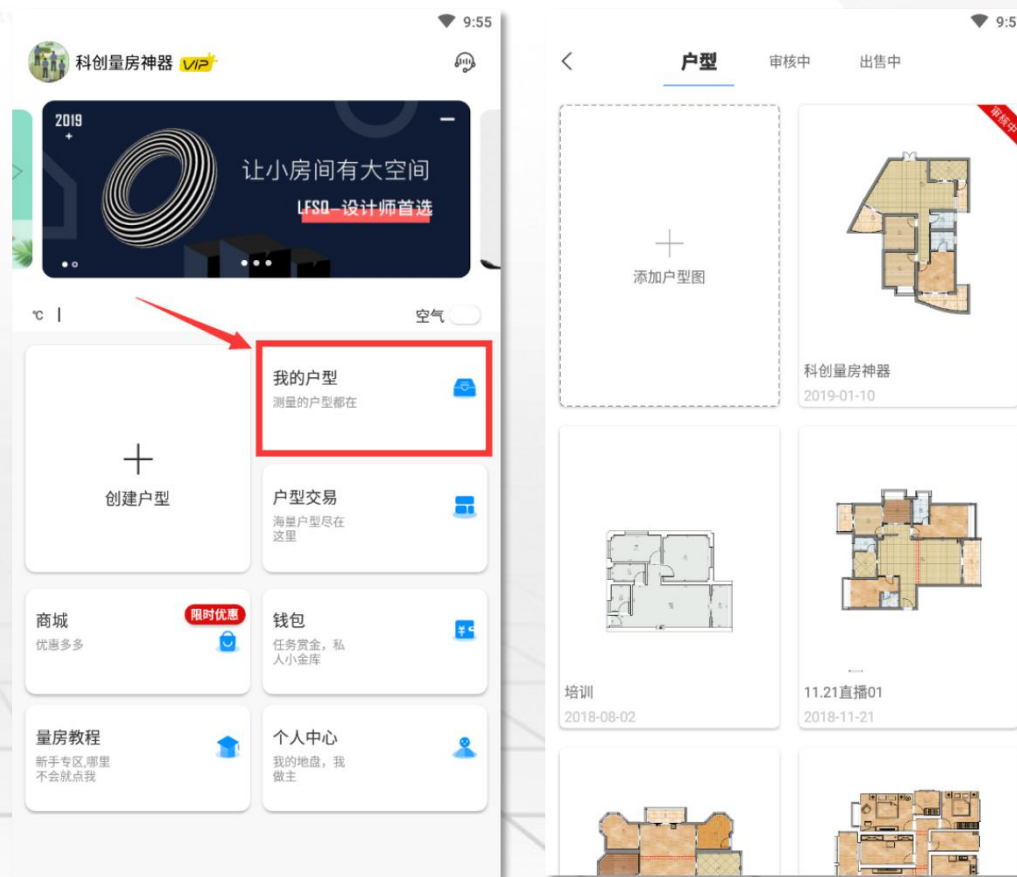 9:55
科创量房神器 VIP
2019
让小房间有大空间
LFSQ-设计师首选
℃
空气
我的户型
测量的户型都在
创建户型
户型交易
海量户型尽在
这里
商城
限时优惠
优惠多多
钱包
任务赏金，私
人小金库
量房教程
新手专区,哪里
不会就点我
个人中心
我的地盘，我
做主
户型
审核中
出售中
添加户型图
审核中
科创量房神器
2019-01-10
培训
2018-08-02
11.21直播01
2018-11-21